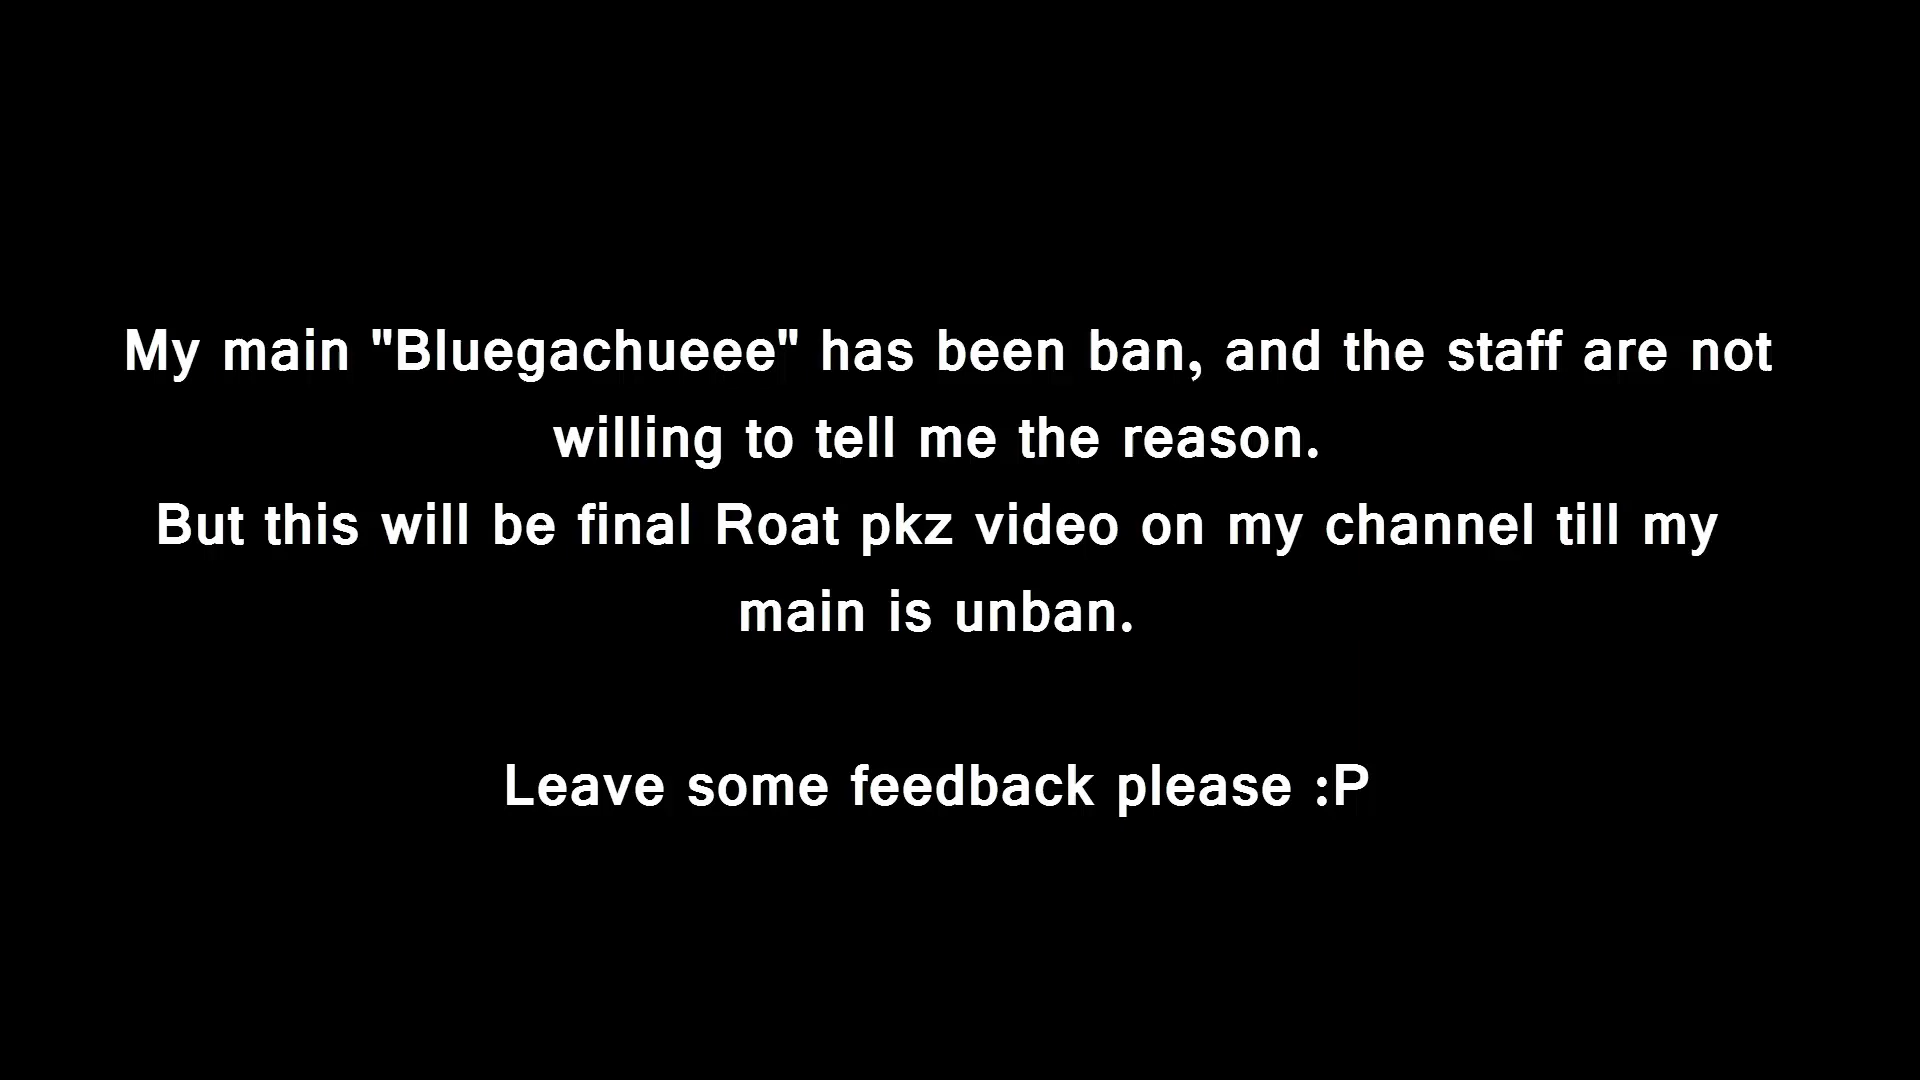 My main "Bluegachueee" has been ban, and the staff are not
willing to tell me the reason.
But this will be final Roat pkz video on my channel till my
main is unban.
Leave some feedback please :P